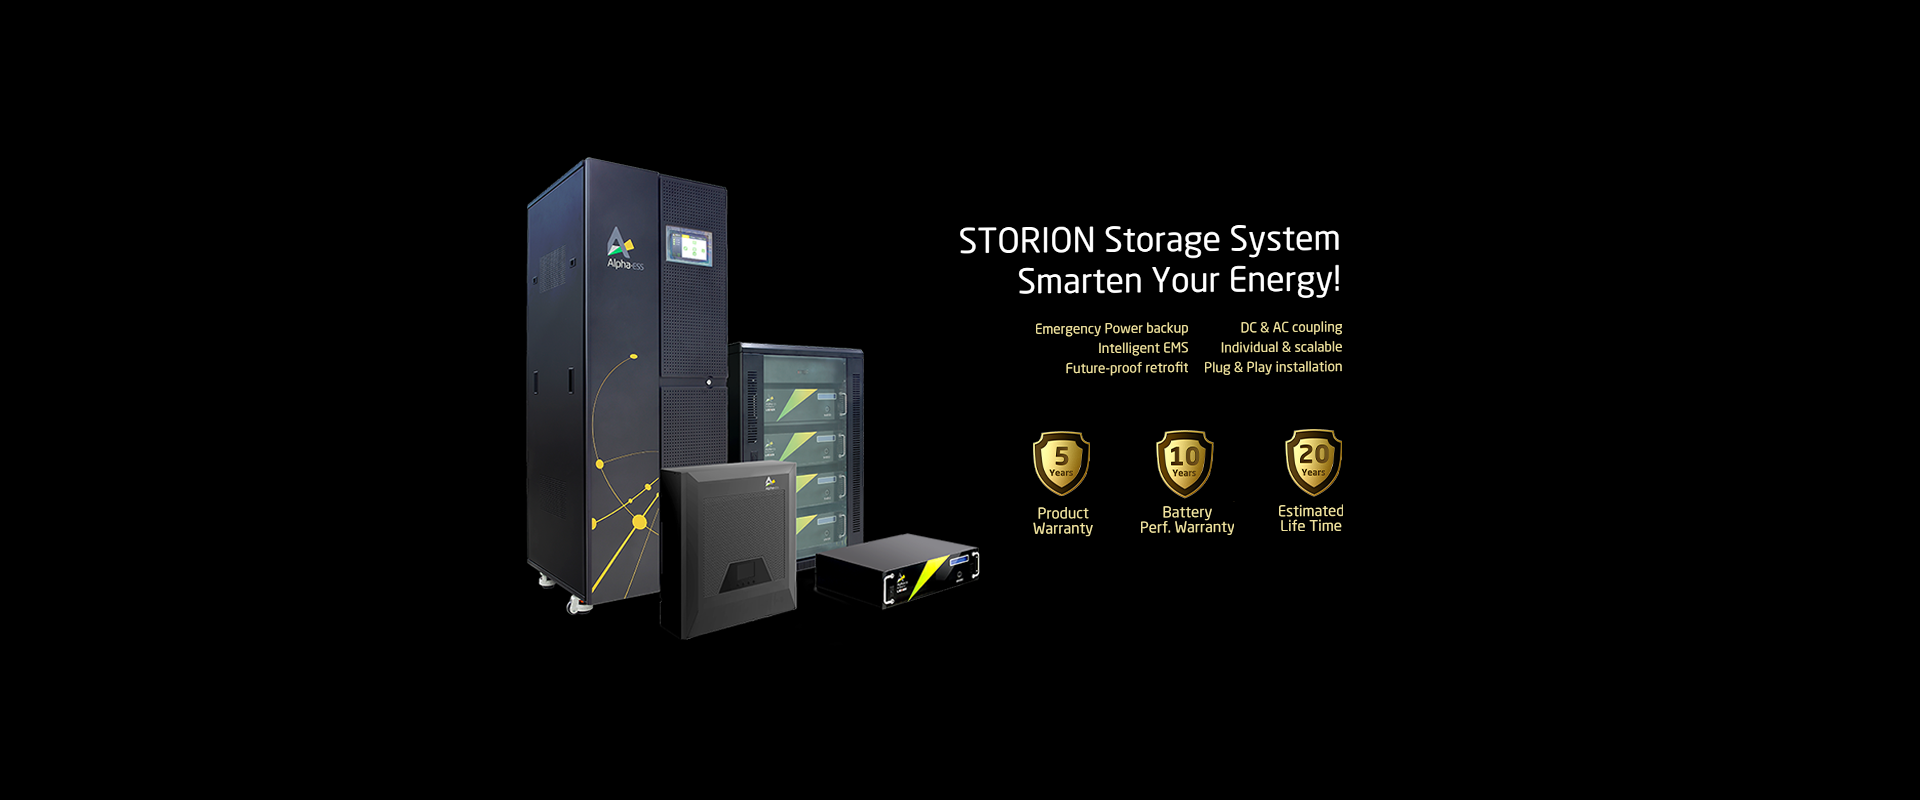 STORION Storage System
Smarten Your Energy!
Emergency Power backup
Intelligent EMS
Future-proof retrofit
DC & AC coupling
Individual & scalable
Plug & Play installation
5
Years
Product
Warranty
10
Years
Battery
Perf. Warranty
20
Years
Estimated
Life Time
Alpha-ESS